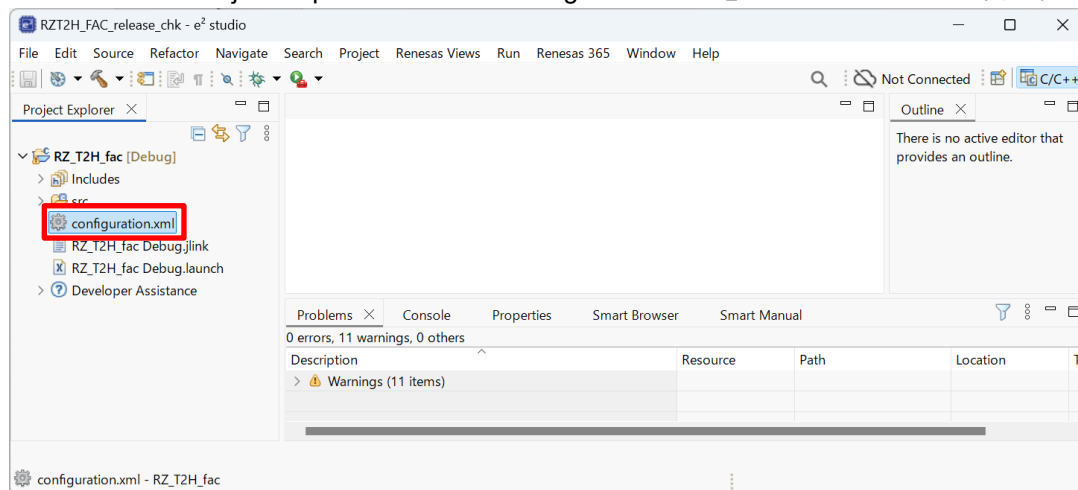 RZT2H_FAC_release_chk - e² studio
File Edit Source Refactor Navigate Search Project Renesas Views Run Renesas 365 Window Help
Not Connected C/C++
Project Explorer
Outline
There is no active editor that
provides an outline.
RZ_T2H_fac [Debug]
Includes
src
configuration.xml
RZ_T2H_fac Debug.jlink
RZ_T2H_fac Debug.launch
Developer Assistance
Problems Console Properties Smart Browser Smart Manual
0 errors, 11 warnings, 0 others
Description Resource Path Location T
Warnings (11 items)
configuration.xml - RZ_T2H_fac